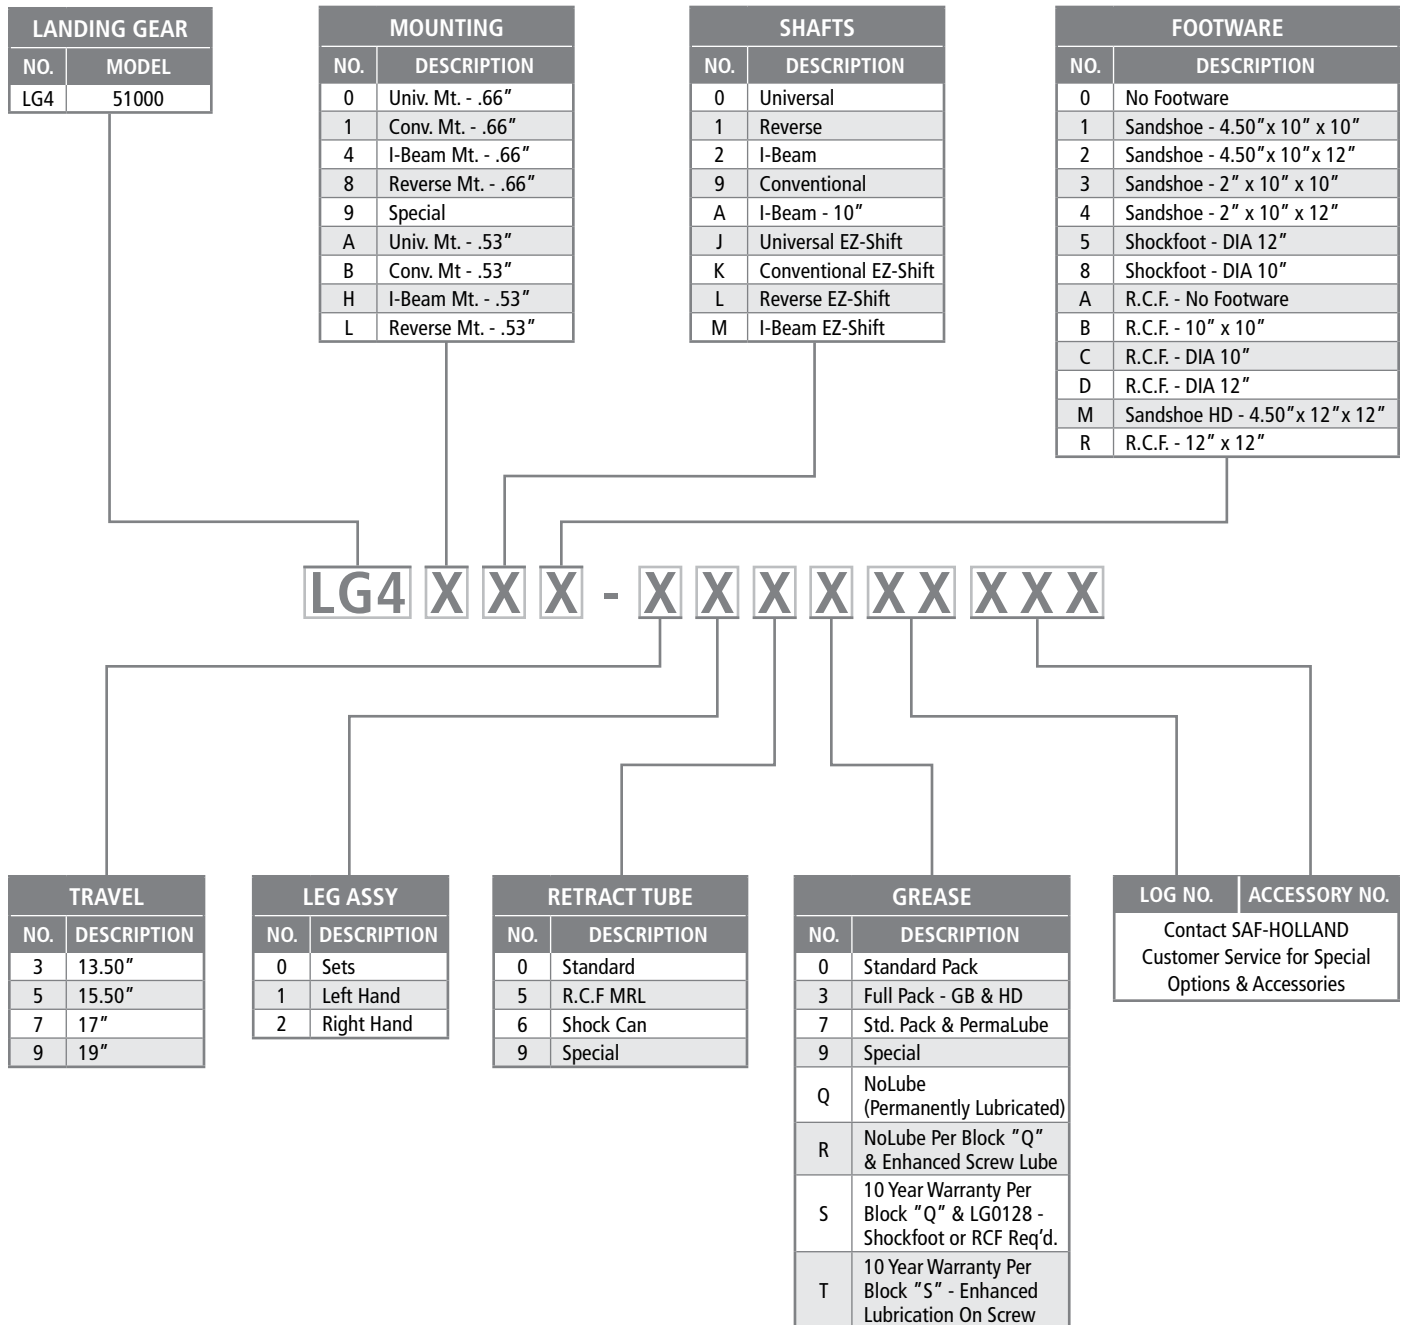 LANDING GEAR
NO. MODEL
LG4 51000
MOUNTING
NO. DESCRIPTION
0 Univ. Mt. - .66"
1 Conv. Mt. - .66"
4 I-Beam Mt. - .66"
8 Reverse Mt. - .66"
9 Special
A Univ. Mt. - .53"
B Conv. Mt - .53"
H I-Beam Mt. - .53"
L Reverse Mt. - .53"
SHAFTS
NO. DESCRIPTION
0 Universal
1 Reverse
2 I-Beam
9 Conventional
A I-Beam - 10"
J Universal EZ-Shift
K Conventional EZ-Shift
L Reverse EZ-Shift
M I-Beam EZ-Shift
FOOTWARE
NO. DESCRIPTION
0 No Footware
1 Sandshoe - 4.50"x 10" x 10"
2 Sandshoe - 4.50"x 10"x 12"
3 Sandshoe - 2" x 10" x 10"
4 Sandshoe - 2" x 10" x 12"
5 Shockfoot - DIA 12"
8 Shockfoot - DIA 10"
A R.C.F. - No Footware
B R.C.F. - 10" x 10"
C R.C.F. - DIA 10"
D R.C.F. - DIA 12"
M Sandshoe HD - 4.50"x 12"x 12"
R R.C.F. - 12" x 12"
LG4 X X X - X X X X X X X X X
TRAVEL
NO. DESCRIPTION
3 13.50"
5 15.50"
7 17"
9 19"
LEG ASSY
NO. DESCRIPTION
0 Sets
1 Left Hand
2 Right Hand
RETRACT TUBE
NO. DESCRIPTION
0 Standard
5 R.C.F MRL
6 Shock Can
9 Special
GREASE
NO. DESCRIPTION
0 Standard Pack
3 Full Pack - GB & HD
7 Std. Pack & PermaLube
9 Special
Q NoLube
(Permanently Lubricated)
R NoLube Per Block "Q"
& Enhanced Screw Lube
S 10 Year Warranty Per
Block "Q" & LG0128 -
Shockfoot or RCF Req'd.
T 10 Year Warranty Per
Block "S" - Enhanced
Lubrication On Screw
LOG NO. ACCESSORY NO.
Contact SAF-HOLLAND
Customer Service for Special
Options & Accessories